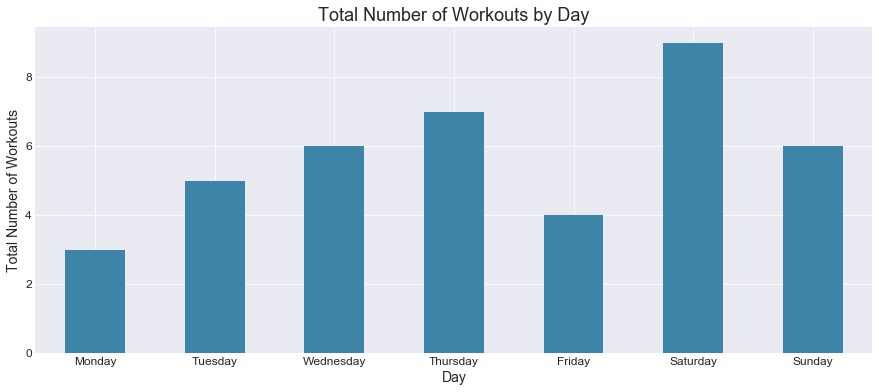 Total Number of Workouts by Day
Total Number of Workouts
8
6
4
2
0
Monday Tuesday Wednesday Thursday Friday Saturday Sunday
Day